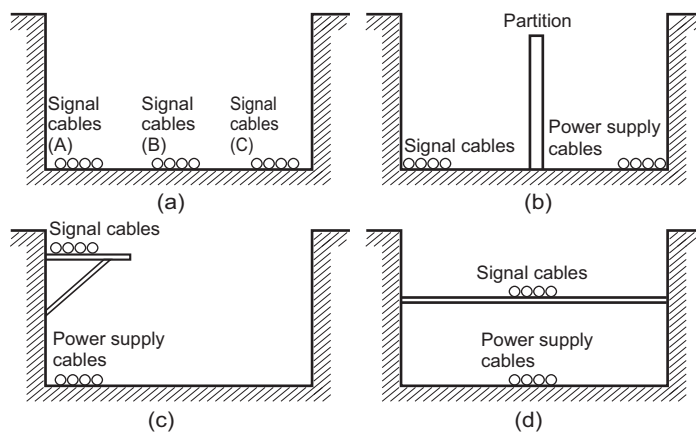 Signal
cables
(A)
Signal
cables
(B)
Signal
cables
(C)
(a)
Partition
Signal cables
Power supply
cables
(b)
Signal cables
Power supply
cables
(c)
Signal cables
Power supply
cables
(d)